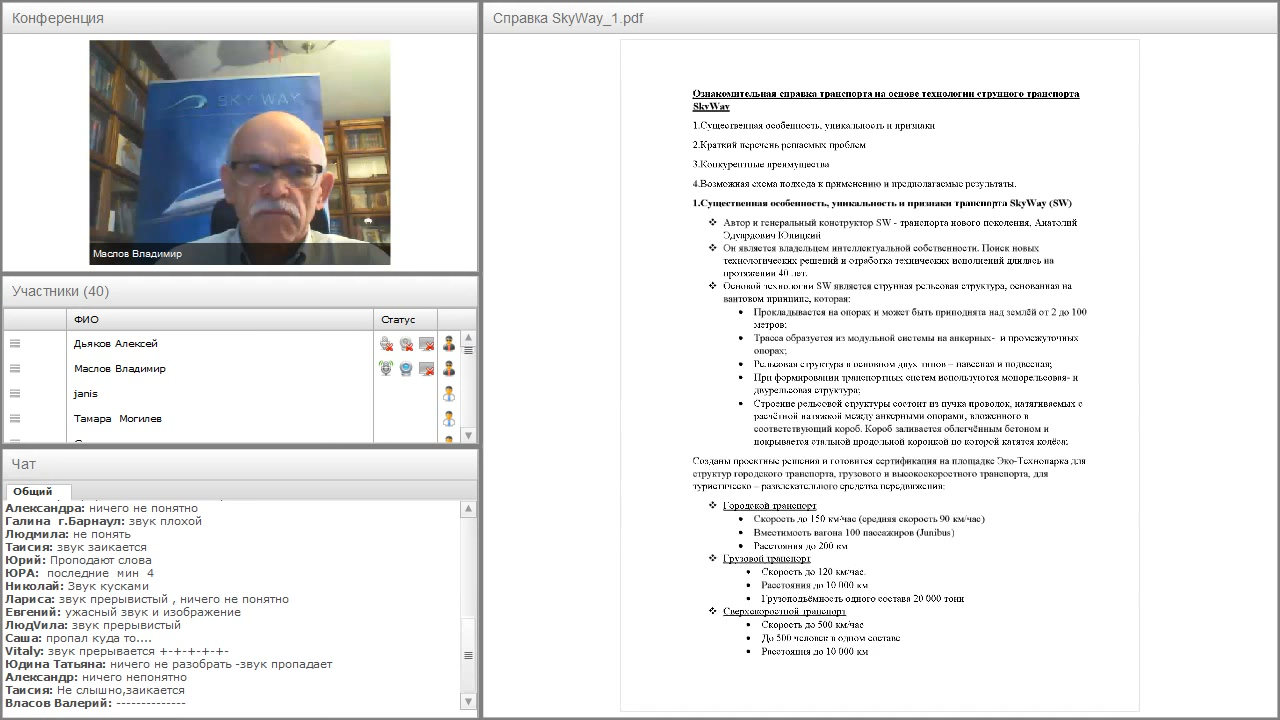 Конференция
SKY WAY
Маслов Владимир
Участники (40)
ФИО
Статус
Дьяков Алексей
Маслов Владимир
janis
Тамара Могилев
Чат
Общий
Александра: ничего не понятно
Галина г.Барнаул: звук плохой
Людмила: не понять
Таисия: звук заикается
Юрий: Проподают слова
ЮРА: последние мин 4
Николай: Звук кусками
Лариса: звук прерывистый , ничего не понятно
Евгений: ужасный звук и изображение
ЛюдVила: звук прерывистый
Саша: пропал куда то....
Vitaly: звук прерывается +-+-+-+-+-
Юдина Татьяна: ничего не разобрать -звук пропадает
Александр: ничего непонятно
Таисия: Не слышно,заикается
Власов Валерий: --------------
Справка SkyWay_1.pdf
Ознакомительная справка транспорта на основе технологии струнного транспорта
SkyWay
1.Существенная особенность, уникальность и признаки
2.Краткий перечень решаемых проблем
3.Конкурентные преимущества
4.Возможная схема подхода к применению и предполагаемые результаты.
1.Существенная особенность, уникальность и признаки транспорта SkyWay (SW)
Автор и генеральный конструктор SW - транспорта нового поколения, Анатолий
Эдуардович Юницкий
Он является владельцем интеллектуальной собственности. Поиск новых
технологических решений и отработка технических исполнений длилась на
протяжении 40 лет.
Основой технологии SW является струнная рельсовая структура, основанная на
вантовом принципе, которая:
Прокладывается на опорах и может быть приподнята над землёй от 2 до 100
метров;
Трасса образуется из модульной системы на анкерных- и промежуточных
опорах;
Рельсовая структура в основном двух типов – навесная и подвесная;
При формировании транспортных систем используются монорельсовая- и
двурельсовая структура;
Строение рельсовой структуры состоит из пучка проволок, натягиваемых с
расчётной натяжкой между анкерными опорами, вложенного в
соответствующий короб. Короб заливается облегчённым бетоном и
покрывается стальной продольной коронкой по которой катятся колёса;
Созданы проектные решения и готовится сертификация на площадке Эко-Технопарка для
структур городского транспорта, грузового и высокоскоростного транспорта, для
туристическо – развлекательного средства передвижения:
Городской транспорт
Скорость до 150 км/час (средняя скорость 90 км/час)
Вместимость вагона 100 пассажиров (Junibus)
Расстояния до 200 км
Грузовой транспорт
Скорость до 120 км/час.
Расстояния до 10 000 км
Грузоподъёмность одного состава 20 000 тонн
Сверхскоростной транспорт
Скорость до 500 км/час
До 500 человек в одном составе
Расстояния до 10 000 км